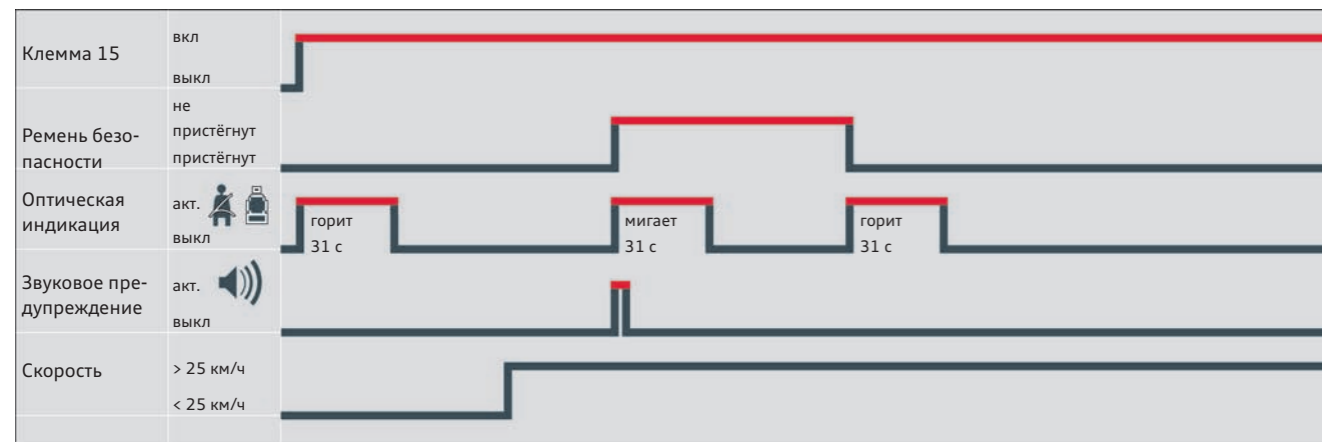 Клемма 15
вкл
выкл
Ремень безо-
пасности
не
пристёгнут
пристёгнут
Оптическая
индикация
акт.
выкл
горит
31 с
мигает
31 с
горит
31 с
Звуковое пре-
дупреждение
акт.
выкл
Скорость
> 25 км/ч
< 25 км/ч